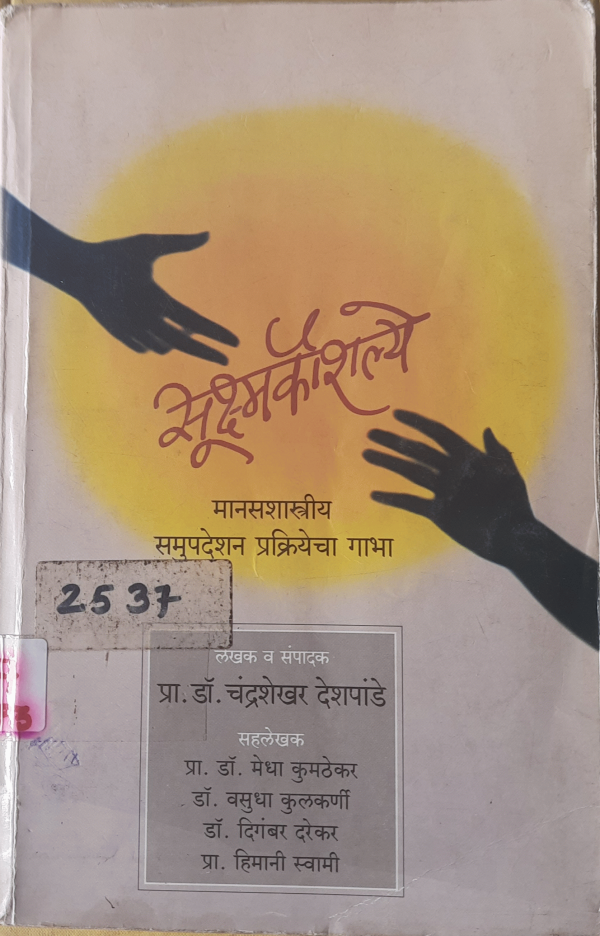 सूक्ष्मकौशल्ये
मानसशास्त्रीय
समुपदेशन प्रक्रियेचा गाभा
2537
लेखक व संपादक
प्रा. डॉ. चंद्रशेखर देशपांडे
सहलेखक
प्रा. डॉ. मेधा कुमठेकर
डॉ. वसुधा कुलकर्णी
डॉ. दिगंबर दरेकर
प्रा. हिमानी स्वामी